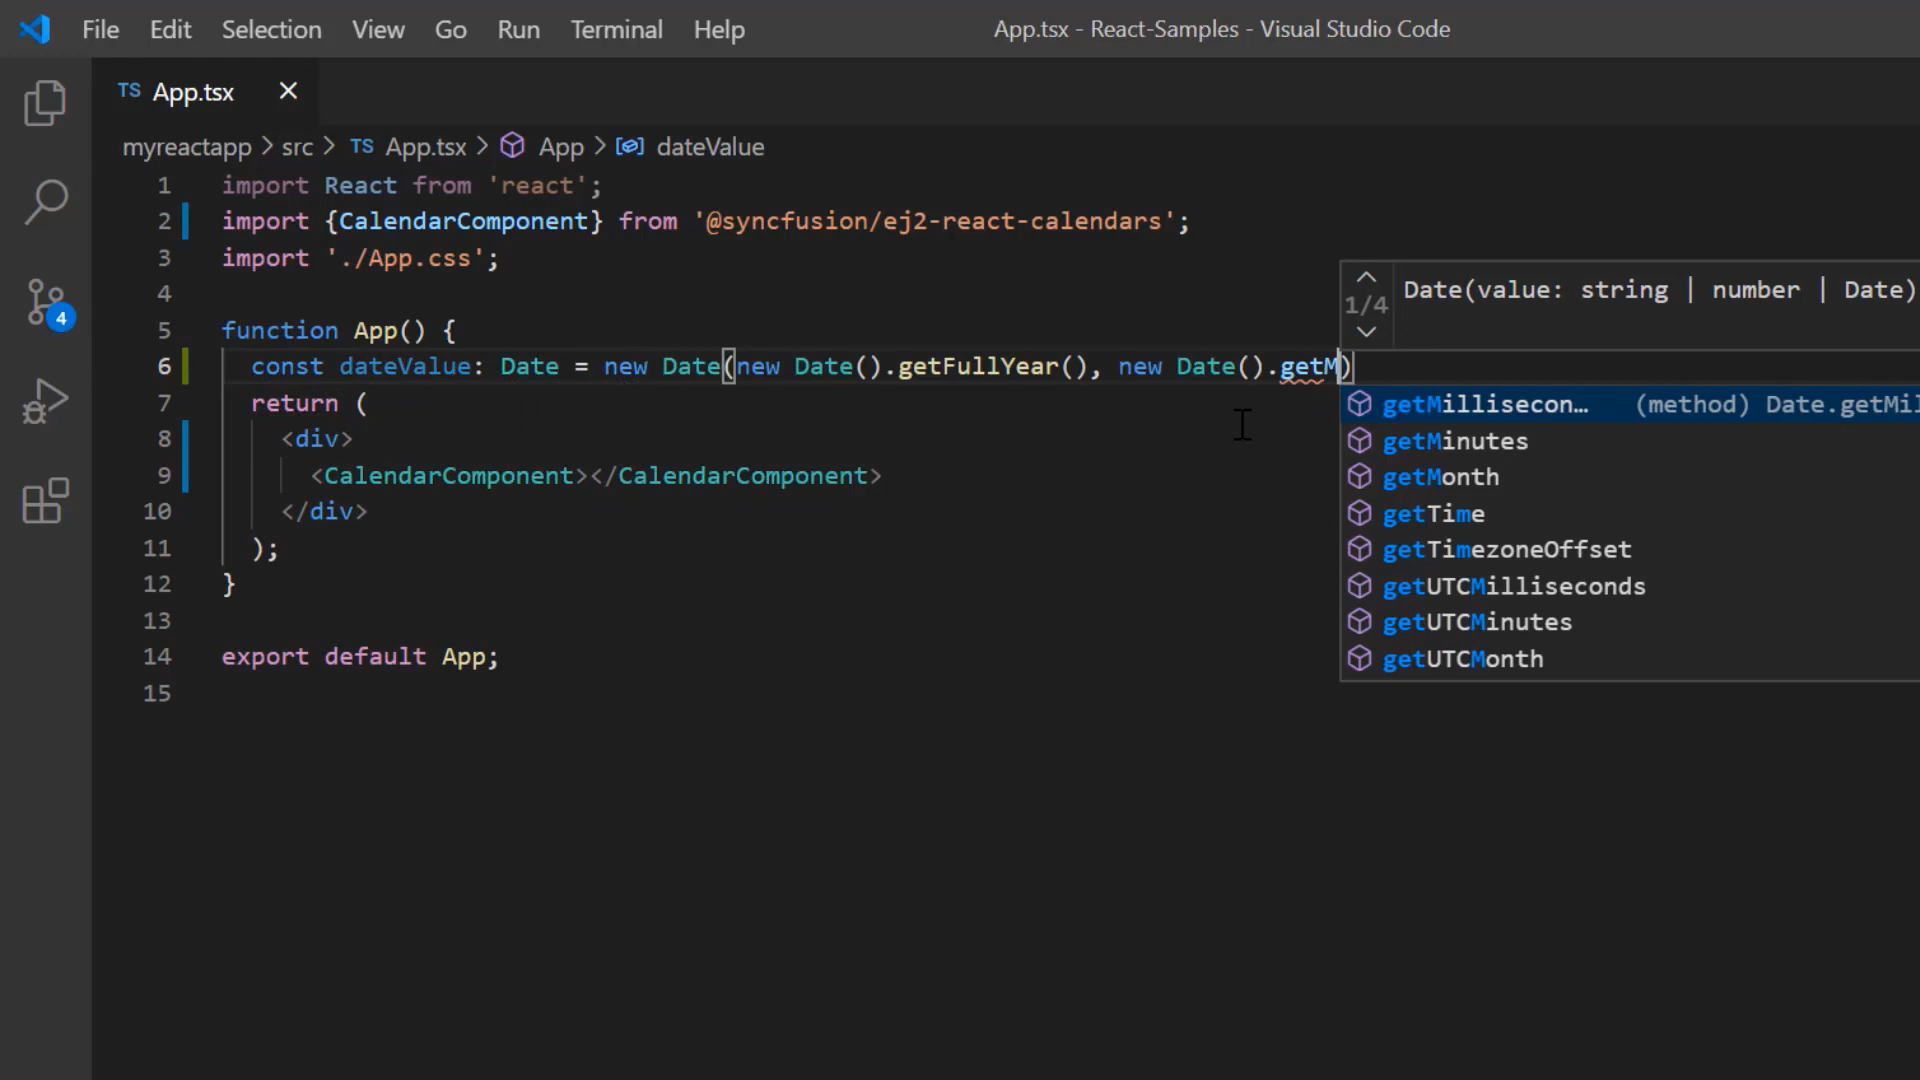 File Edit Selection View Go Run Terminal Help App.tsx - React-Samples - Visual Studio Code
TS App.tsx
myreactapp > src > TS App.tsx > App > dateValue
1 import React from 'react';
2 import {CalendarComponent} from '@syncfusion/ej2-react-calendars';
3 import './App.css';
4
5 function App() {
6 const dateValue: Date = new Date(new Date().getFullYear(), new Date().getM)
7 return (
8 <div>
9 <CalendarComponent></CalendarComponent>
10 </div>
11 );
12 }
13
14 export default App;
15
1/4 Date(value: string | number | Date)
getMillisecon… (method) Date.getMil
getMinutes
getMonth
getTime
getTimezoneOffset
getUTCMilliseconds
getUTCMinutes
getUTCMonth
4